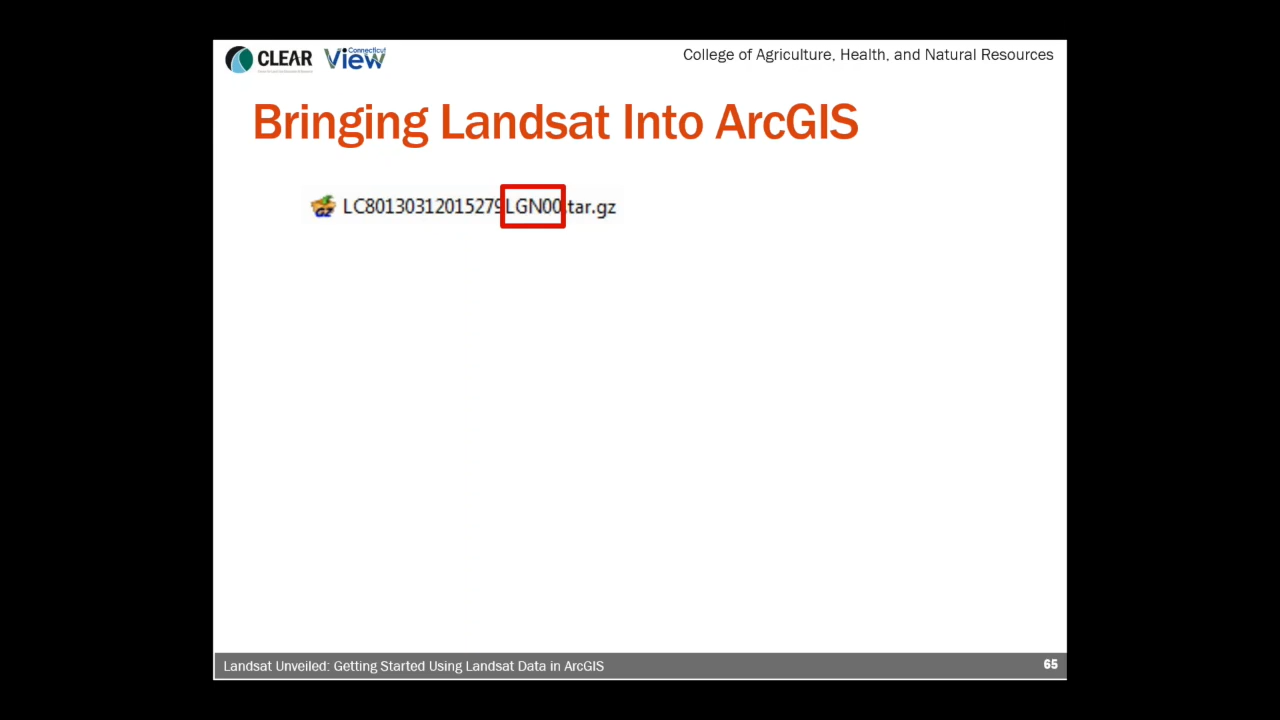 CLEAR
Connecticut
View
College of Agriculture, Health, and Natural Resources
Bringing Landsat Into ArcGIS
GZ
LC80130312015279LGN00.tar.gz
Landsat Unveiled: Getting Started Using Landsat Data in ArcGIS
65